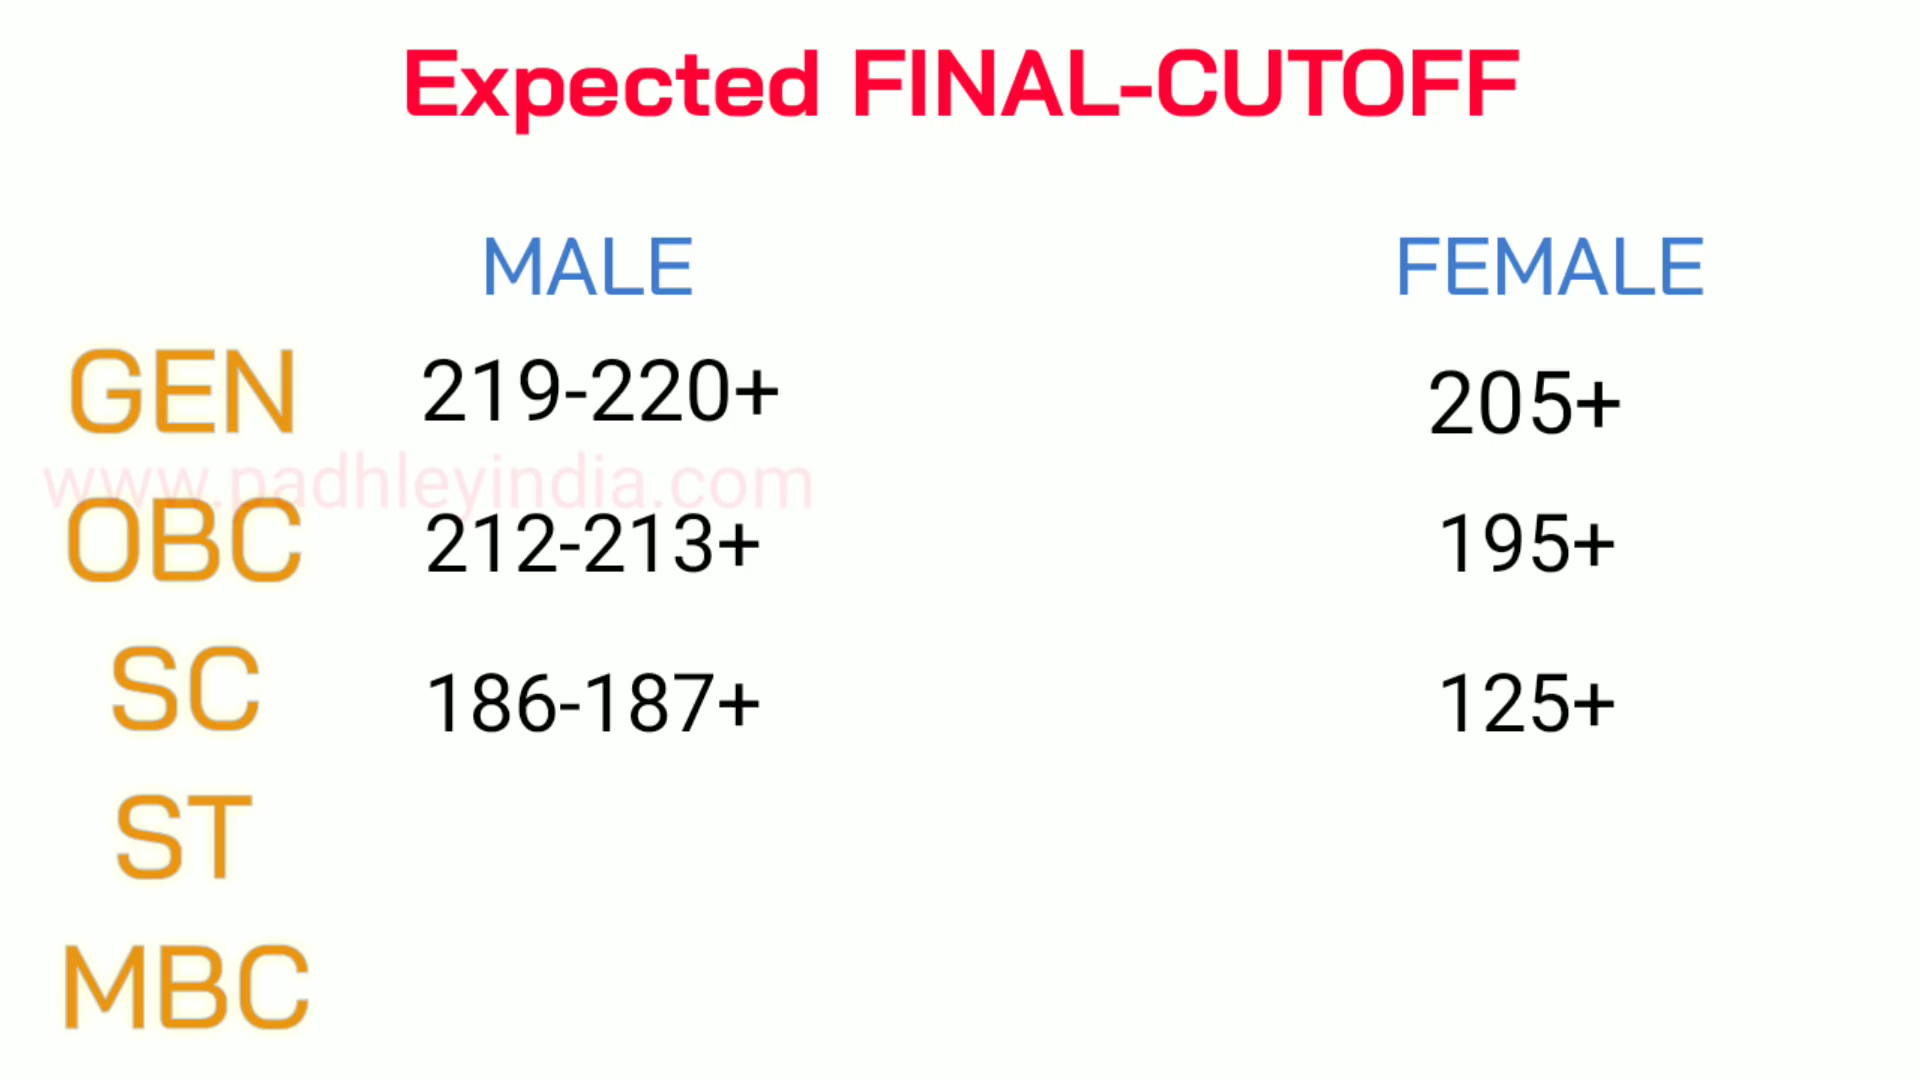 Expected FINAL-CUTOFF
MALE FEMALE
GEN 219-220+ 205+
www.padhleyindia.com
OBC 212-213+ 195+
SC 186-187+ 125+
ST
MBC